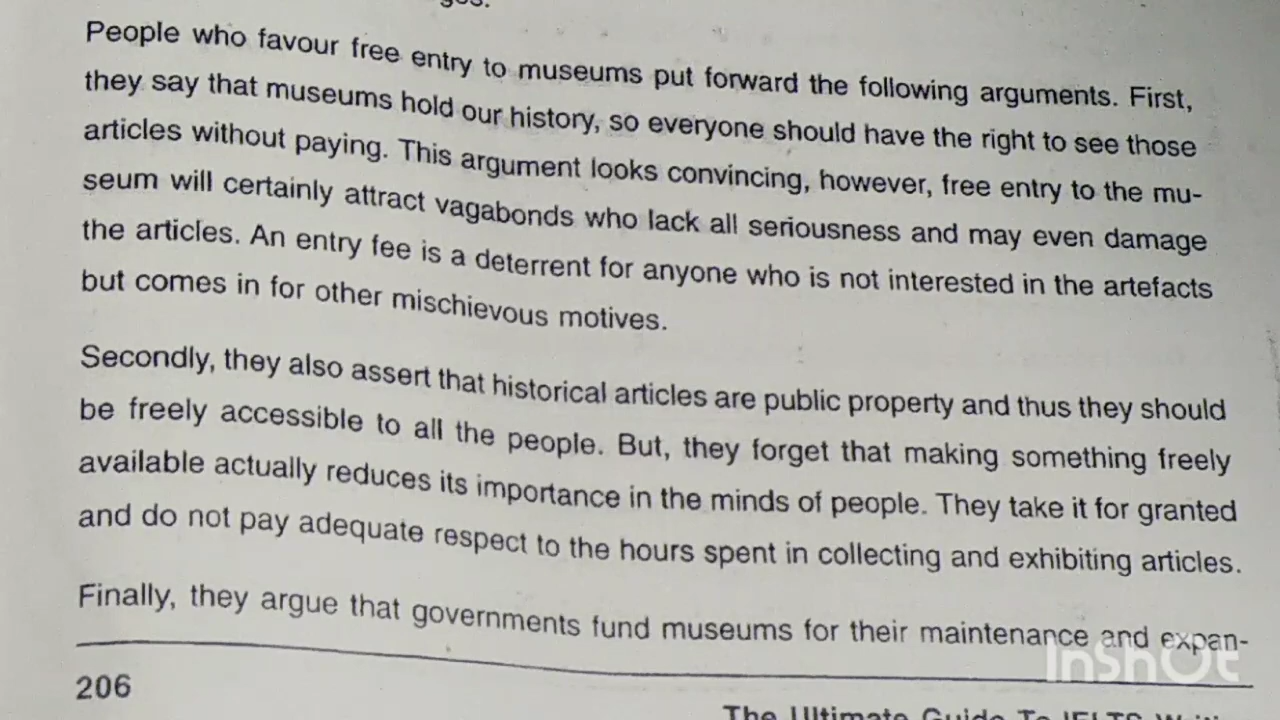 People who favour free entry to museums put forward the following arguments. First,
they say that museums hold our history, so everyone should have the right to see those
articles without paying. This argument looks convincing, however, free entry to the mu-
seum will certainly attract vagabonds who lack all seriousness and may even damage
the articles. An entry fee is a deterrent for anyone who is not interested in the artefacts
but comes in for other mischievous motives.
Secondly, they also assert that historical articles are public property and thus they should
be freely accessible to all the people. But, they forget that making something freely
available actually reduces its importance in the minds of people. They take it for granted
and do not pay adequate respect to the hours spent in collecting and exhibiting articles.
Finally, they argue that governments fund museums for their maintenance and expan-
InShOt
206
The Ultimate Guide To IELTS